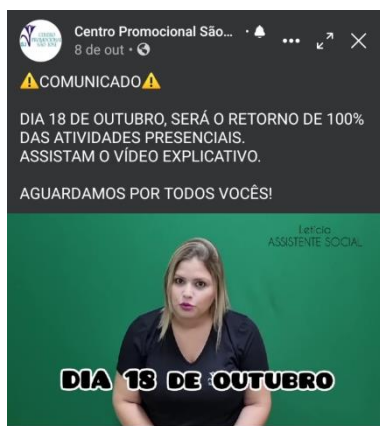 Centro Promocional São... ·
8 de out ·
⚠COMUNICADO⚠
DIA 18 DE OUTUBRO, SERÁ O RETORNO DE 100%
DAS ATIVIDADES PRESENCIAIS.
ASSISTAM O VÍDEO EXPLICATIVO.
AGUARDAMOS POR TODOS VOCÊS!
Letícia
ASSISTENTE SOCIAL
DIA 18 DE OUTUBRO